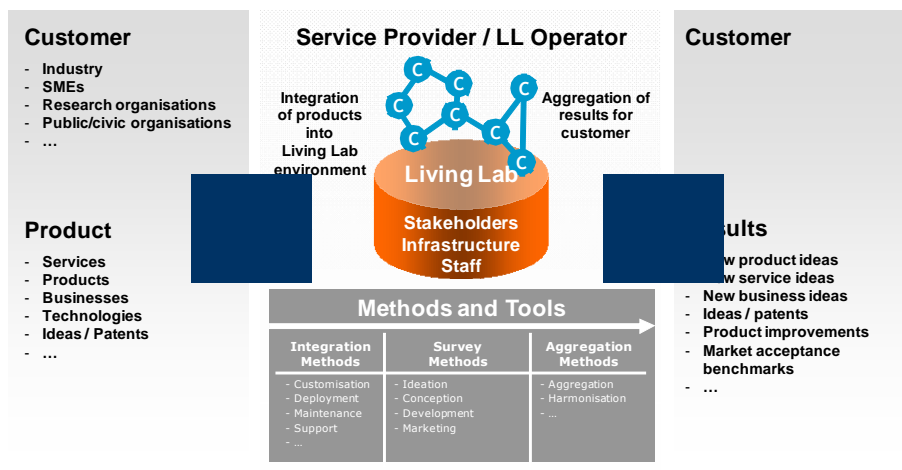 Customer
- Industry
- SMEs
- Research organisations
- Public/civic organisations
- ...
Product
- Services
- Products
- Businesses
- Technologies
- Ideas / Patents
- ...
Service Provider / LL Operator
Integration
of products
into
Living Lab
environment
C
C
C
C
C
C
C
C
Aggregation of
results for
customer
Living Lab
Stakeholders
Infrastructure
Staff
Methods and Tools
Integration
Methods
- Customisation
- Deployment
- Maintenance
- Support
- ...
Survey
Methods
- Ideation
- Conception
- Development
- Marketing
Aggregation
Methods
- Aggregation
- Harmonisation
- ...
Customer
product ideas
service ideas
- New business ideas
- Ideas / patents
- Product improvements
- Market acceptance
benchmarks
- ...